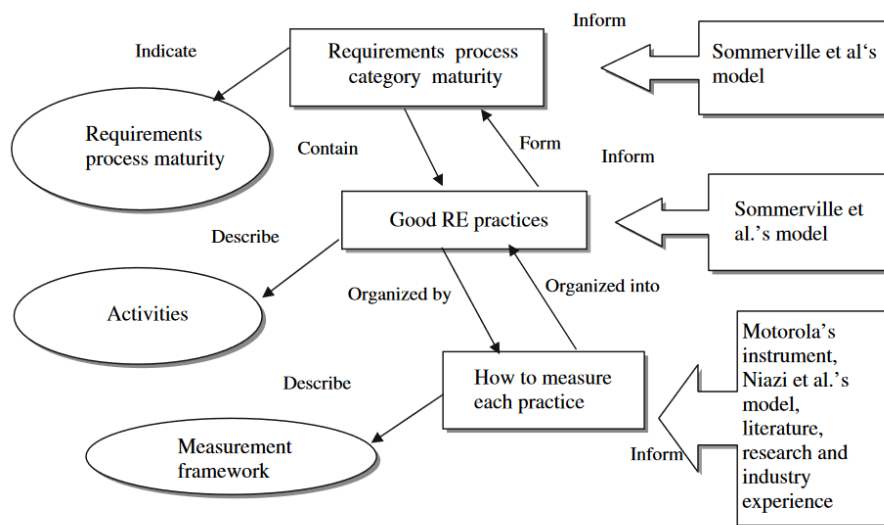 Inform
Indicate
Requirements process
category maturity
Sommerville et al‘s
model
Requirements
process maturity
Contain
Form
Inform
Good RE practices
Sommerville et
al.’s model
Describe
Organized by
Organized into
Activities
Motorola’s
instrument,
Niazi et al.’s
model,
literature,
research and
industry
experience
How to measure
each practice
Describe
Measurement
framework
Inform